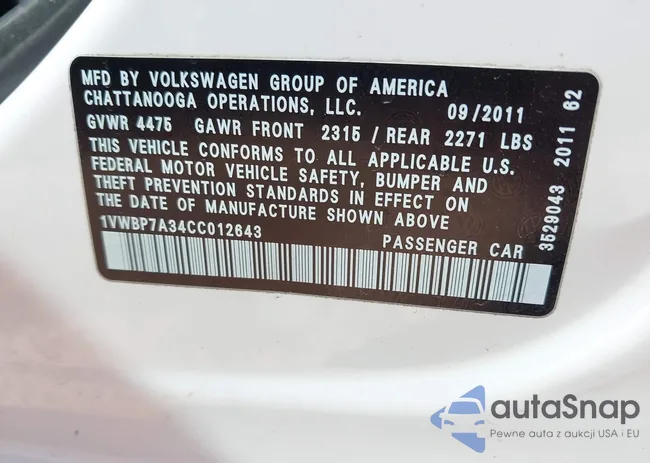 MFD BY VOLKSWAGEN GROUP OF AMERICA
CHATTANOOGA OPERATIONS, LLC. 09/2011
GVWR 4475 GAWR FRONT 2315 / REAR 2271 LBS
THIS VEHICLE CONFORMS TO ALL APPLICABLE U.S.
FEDERAL MOTOR VEHICLE SAFETY, BUMPER AND
THEFT PREVENTION STANDARDS IN EFFECT ON
THE DATE OF MANUFACTURE SHOWN ABOVE
1VWBP7A34CC012643 PASSENGER CAR
3529043 2011 62
autaSnap
Pewne auta z aukcji USA i EU